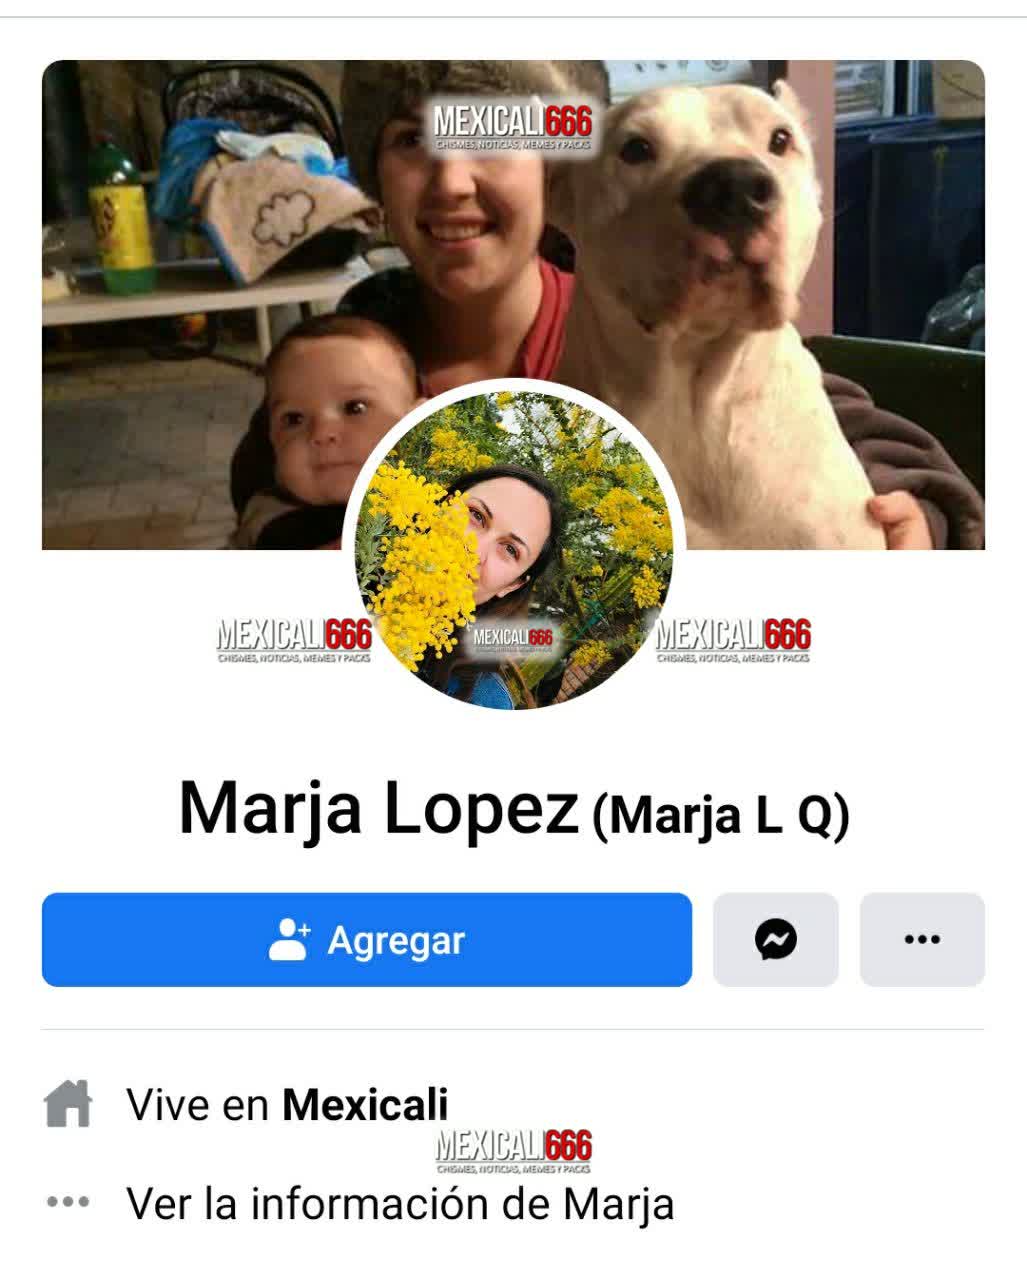 MEXICALI666
CHISMES, NOTICIAS, MEMES Y PACKS
MEXICALI666
CHISMES, NOTICIAS, MEMES Y PACKS
MEXICALI666
MEXICALI666
CHISMES, NOTICIAS, MEMES Y PACKS
Marja Lopez (Marja L Q)
Agregar
Vive en Mexicali
MEXICALI666
CHISMES, NOTICIAS, MEMES Y PACKS
Ver la información de Marja